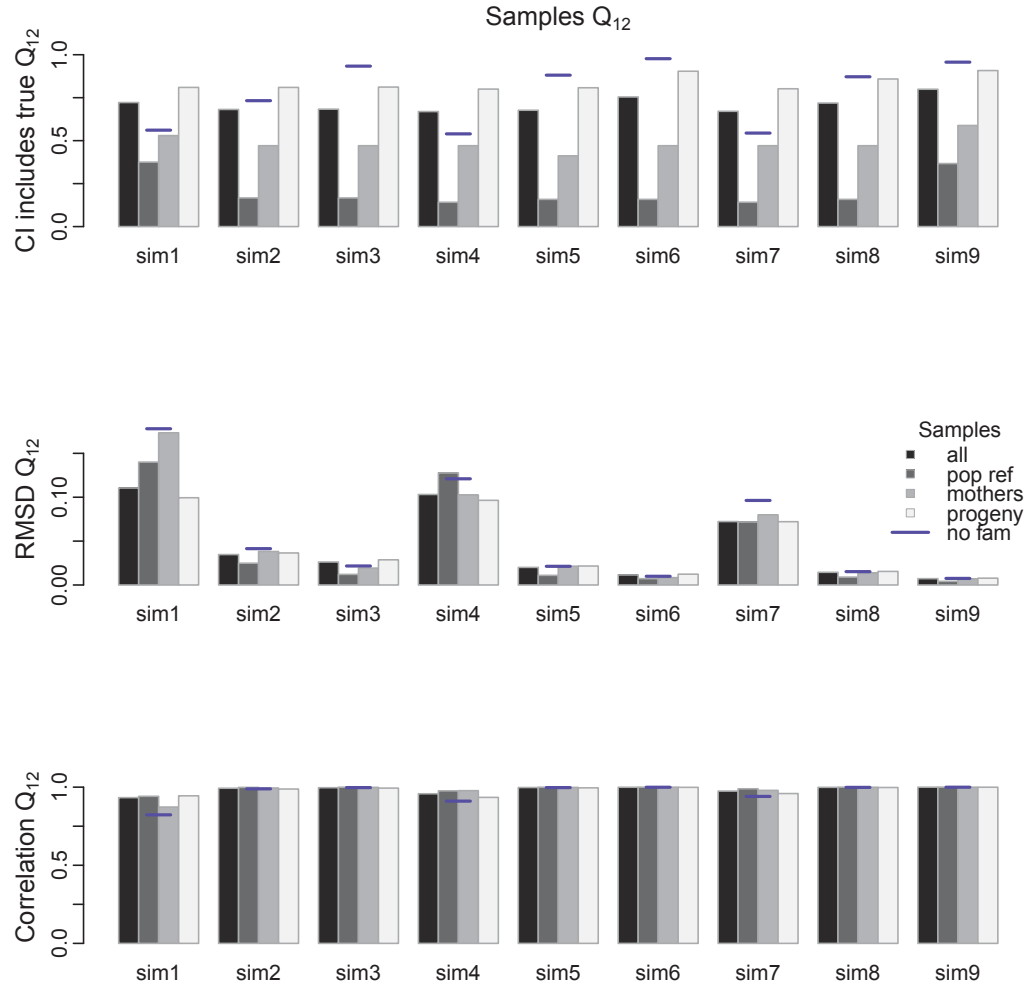 Samples Q12
CI includes true Q12
1.0
0.5
0.0
sim1 sim2 sim3 sim4 sim5 sim6 sim7 sim8 sim9
RMSD Q12
0.10
0.00
Samples
all
pop ref
mothers
progeny
no fam
sim1 sim2 sim3 sim4 sim5 sim6 sim7 sim8 sim9
Correlation Q12
1.0
0.5
0.0
sim1 sim2 sim3 sim4 sim5 sim6 sim7 sim8 sim9